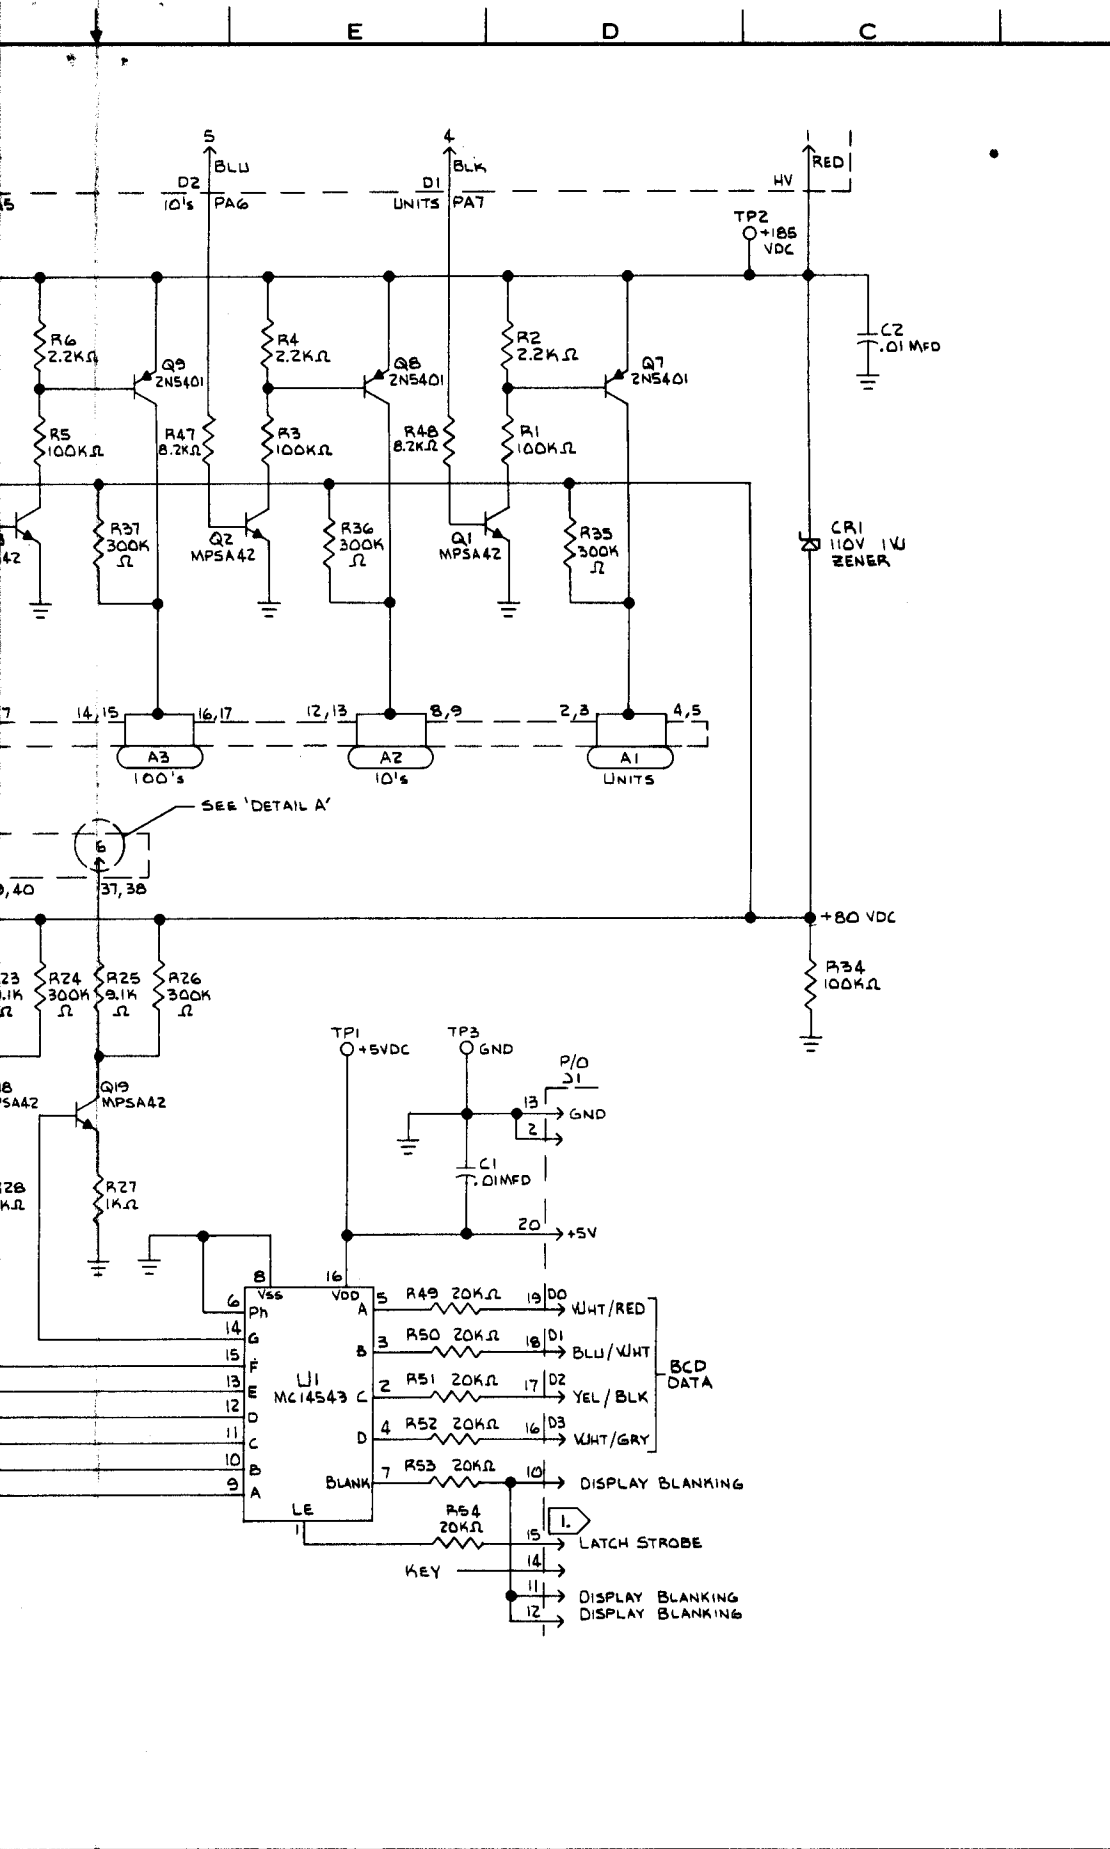 E
D
C
5
BLU
4
BLK
RED
D2
10's
PA6
D1
UNITS
PA7
HV
TP2
+185
VDC
R6
2.2KΩ
Q9
2N5401
R4
2.2KΩ
Q8
2N5401
R2
2.2KΩ
Q7
2N5401
C2
.01 MFD
R5
100KΩ
R47
8.2KΩ
R3
100KΩ
R48
8.2KΩ
R1
100KΩ
R37
300K
Ω
Q2
MPSA42
R36
300K
Ω
Q1
MPSA42
R35
300K
Ω
CR1
110V 1W
ZENER
42
7
14,15
16,17
12,13
8,9
2,3
4,5
A3
100's
A2
10's
A1
UNITS
SEE 'DETAIL A'
6
,40
37,38
+80 VDC
23
.1K
Ω
R24
300K
Ω
R25
9.1K
Ω
R26
300K
Ω
R34
100KΩ
TP1
+5VDC
TP3
GND
P/O
J1
13
GND
2
Q19
MPSA42
C1
.01MFD
28
KΩ
R27
1KΩ
20
+5V
8
VSS
16
VDD
6
Ph
A
5
R49 20KΩ
19
D0
WHT/RED
14
G
B
3
R50 20KΩ
18
D1
BLU/WHT
15
F
13
E
U1
MC14543
C
2
R51 20KΩ
17
D2
YEL/BLK
BCD
DATA
12
D
11
C
D
4
R52 20KΩ
16
D3
WHT/GRY
10
B
9
A
BLANK
7
R53 20KΩ
10
DISPLAY BLANKING
LE
1
R54
20KΩ
1.
15
LATCH STROBE
KEY
14
11
DISPLAY BLANKING
12
DISPLAY BLANKING